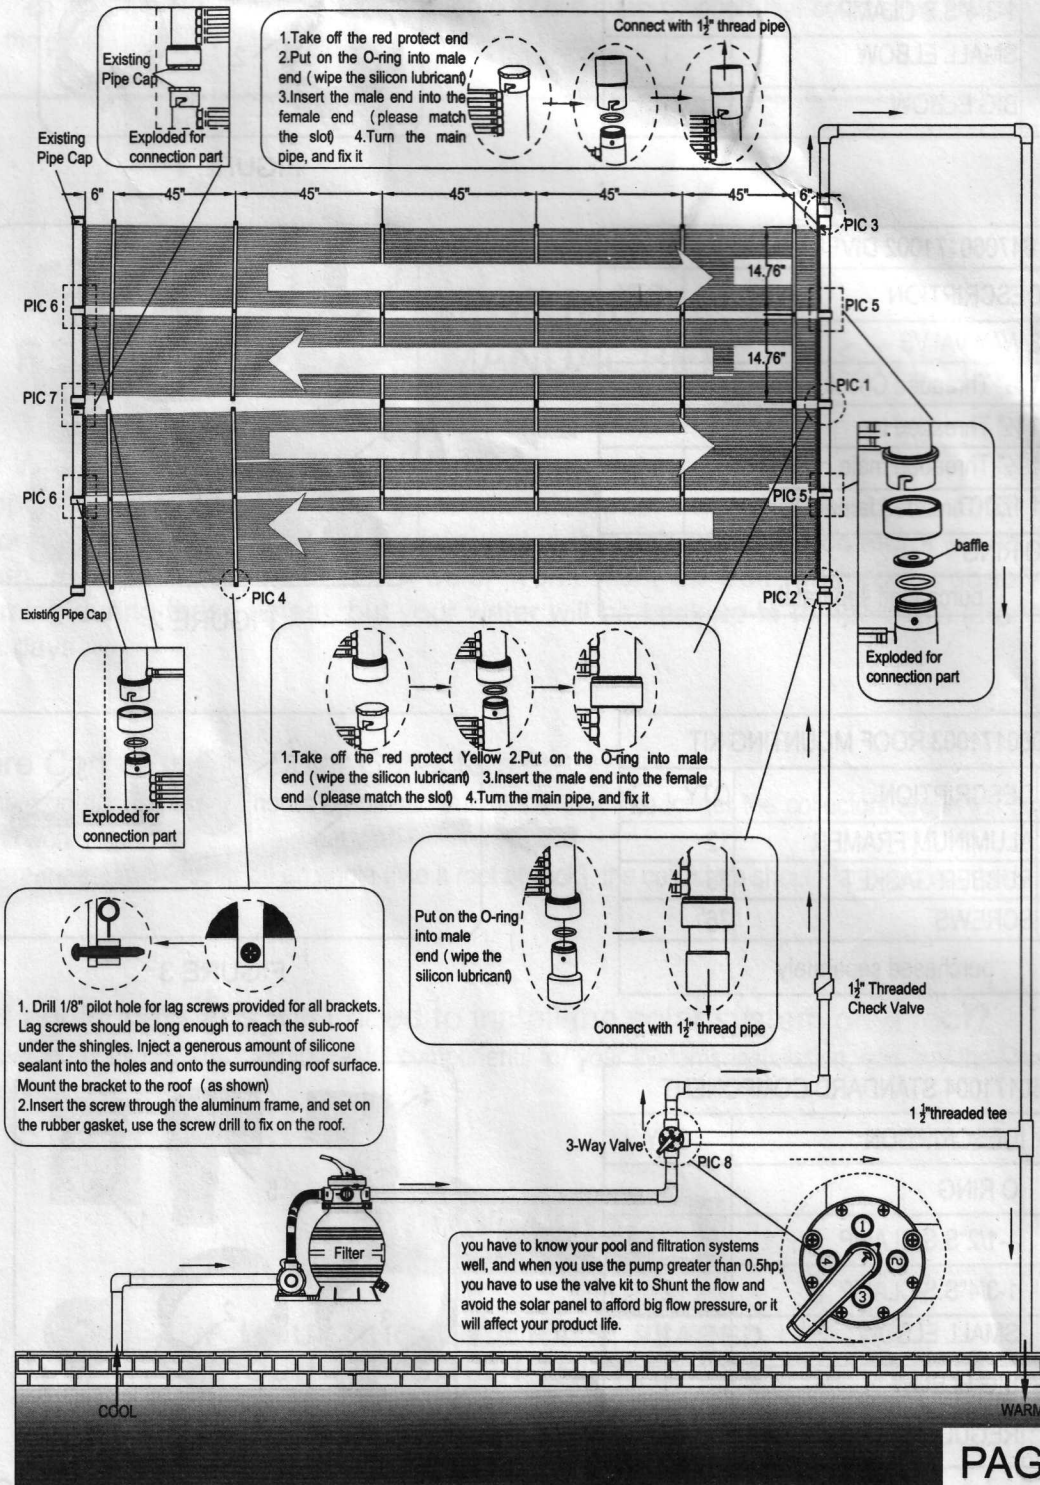 Existing
Pipe Cap
Exploded for
connection part
1.Take off the red protect end
2.Put on the O-ring into male
end (wipe the silicon lubricant)
3.Insert the male end into the
female end (please match
the slot) 4.Turn the main
pipe, and fix it
Connect with 1½" thread pipe
Existing
Pipe Cap
6" 45" 45" 45" 45" 45" 6"
PIC 3
14.76"
PIC 6
PIC 5
14.76"
PIC 7
PIC 1
PIC 6
PIC 5
baffle
Existing Pipe Cap
PIC 4
PIC 2
Exploded for
connection part
1.Take off the red protect Yellow 2.Put on the O-ring into male
end (wipe the silicon lubricant) 3.Insert the male end into the female
end (please match the slot) 4.Turn the main pipe, and fix it
Exploded for
connection part
Put on the O-ring
into male
end (wipe the
silicon lubricant)
Connect with 1½" thread pipe
1. Drill 1/8" pilot hole for lag screws provided for all brackets.
Lag screws should be long enough to reach the sub-roof
under the shingles. Inject a generous amount of silicone
sealant into the holes and onto the surrounding roof surface.
Mount the bracket to the roof (as shown)
2.Insert the screw through the aluminum frame, and set on
the rubber gasket, use the screw drill to fix on the roof.
1½" Threaded
Check Valve
1 ½"threaded tee
3-Way Valve
PIC 8
Filter
you have to know your pool and filtration systems
well, and when you use the pump greater than 0.5hp,
you have to use the valve kit to Shunt the flow and
avoid the solar panel to afford big flow pressure, or it
will affect your product life.
1
4 2
3
COOL
WARM
PAG